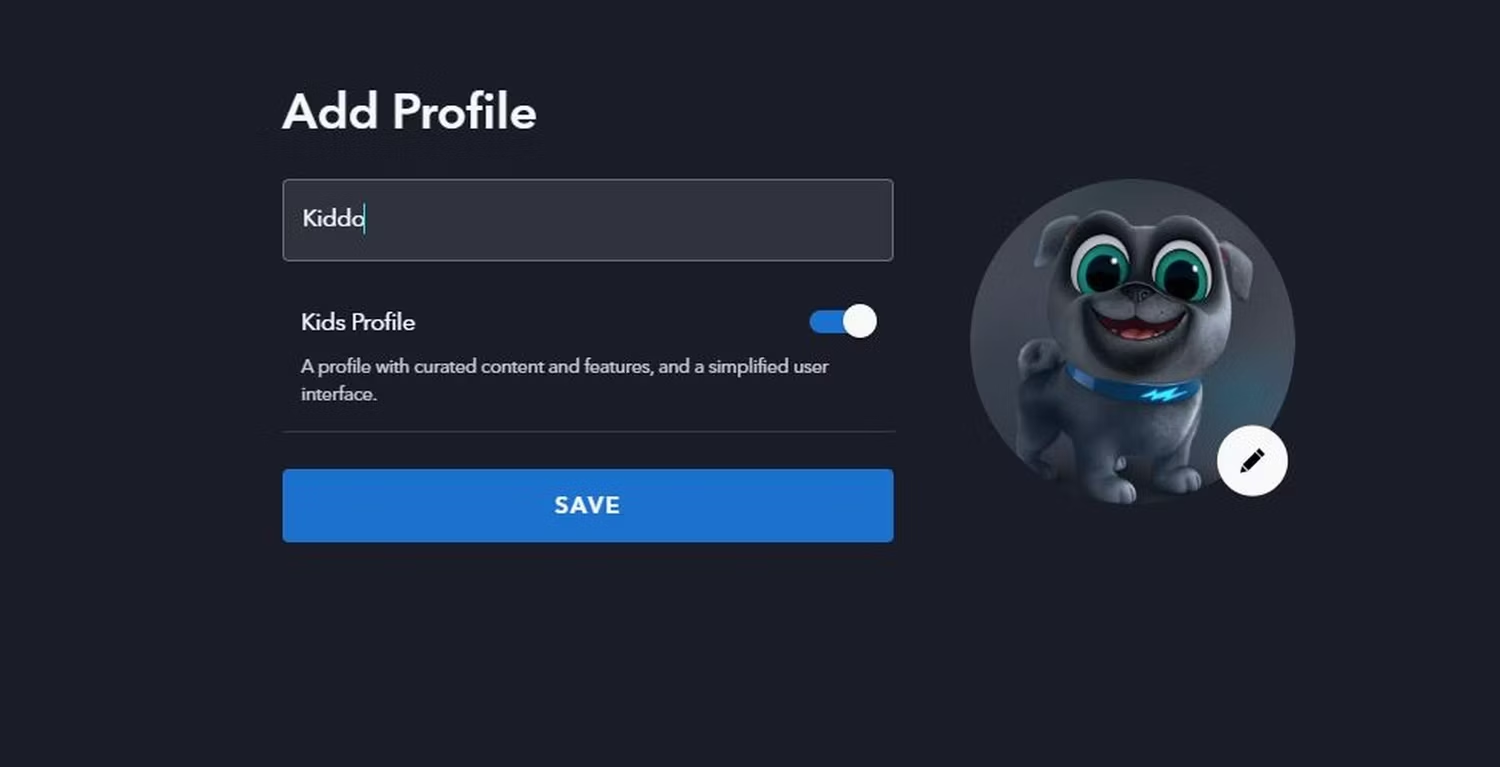 Add Profile
Kiddo
Kids Profile
A profile with curated content and features, and a simplified user
interface.
SAVE